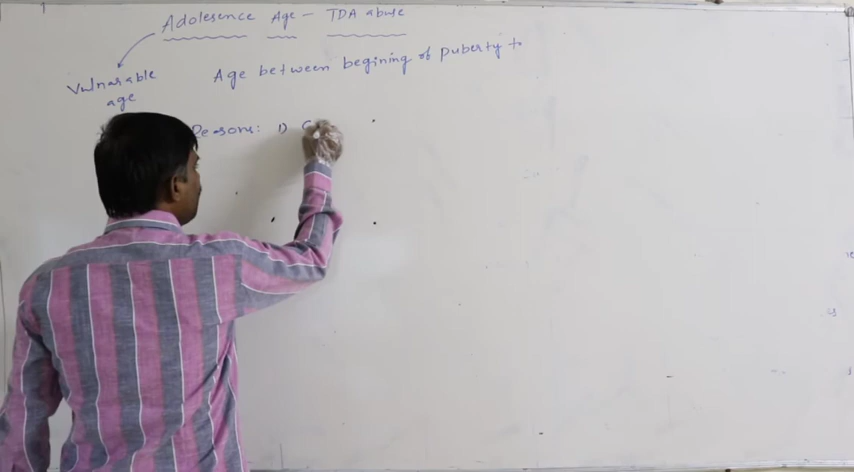 Adolesence Age - TDA abuse
Vulnarable
age
Age between begining of puberty to
Reasons: 1) C